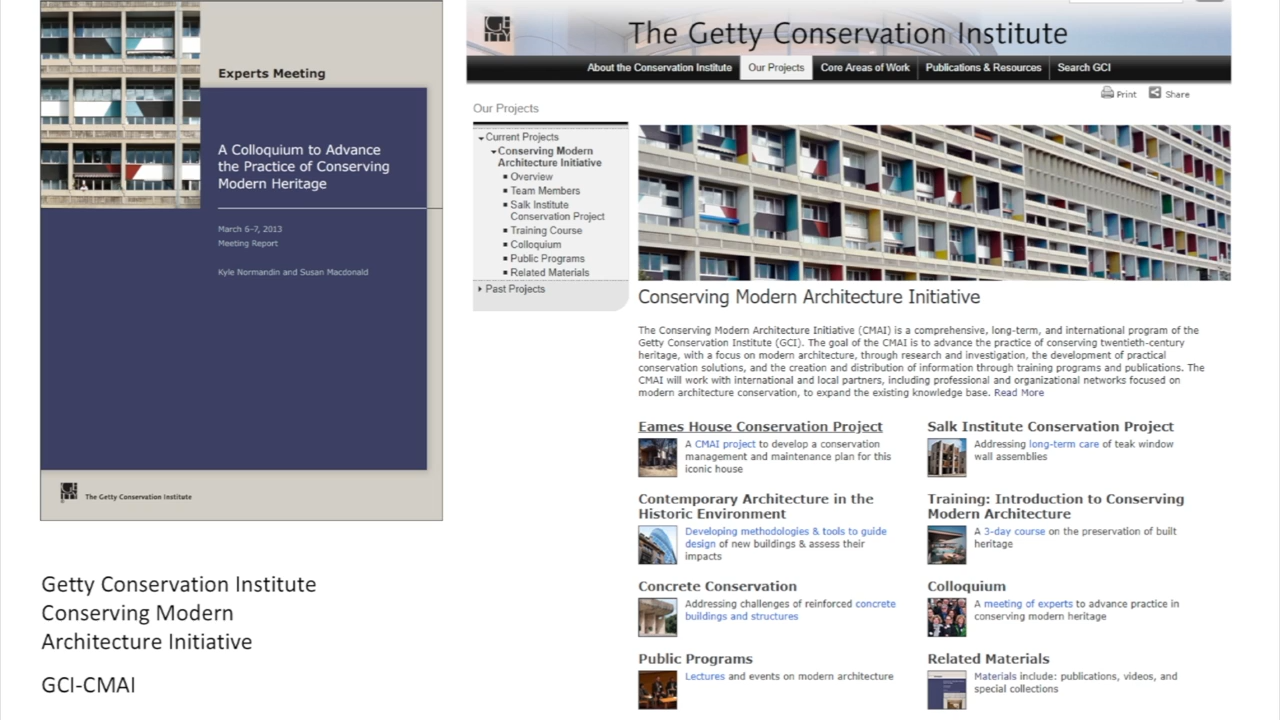 Experts Meeting
A Colloquium to Advance
the Practice of Conserving
Modern Heritage
March 6–7, 2013
Meeting Report
Kyle Normandin and Susan Macdonald
The Getty Conservation Institute
Getty Conservation Institute
Conserving Modern
Architecture Initiative
GCI-CMAI
The Getty Conservation Institute
About the Conservation Institute
Our Projects
Core Areas of Work
Publications & Resources
Search GCI
Print
Share
Our Projects
Current Projects
Conserving Modern
Architecture Initiative
Overview
Team Members
Salk Institute
Conservation Project
Training Course
Colloquium
Public Programs
Related Materials
Past Projects
Conserving Modern Architecture Initiative
The Conserving Modern Architecture Initiative (CMAI) is a comprehensive, long-term, and international program of the
Getty Conservation Institute (GCI). The goal of the CMAI is to advance the practice of conserving twentieth-century
heritage, with a focus on modern architecture, through research and investigation, the development of practical
conservation solutions, and the creation and distribution of information through training programs and publications. The
CMAI will work with international and local partners, including professional and organizational networks focused on
modern architecture conservation, to expand the existing knowledge base. Read More
Eames House Conservation Project
A CMAI project to develop a conservation
management and maintenance plan for this
iconic house
Salk Institute Conservation Project
Addressing long-term care of teak window
wall assemblies
Contemporary Architecture in the
Historic Environment
Developing methodologies & tools to guide
design of new buildings & assess their
impacts
Training: Introduction to Conserving
Modern Architecture
A 3-day course on the preservation of built
heritage
Concrete Conservation
Addressing challenges of reinforced concrete
buildings and structures
Colloquium
A meeting of experts to advance practice in
conserving modern heritage
Public Programs
Lectures and events on modern architecture
Related Materials
Materials include: publications, videos, and
special collections